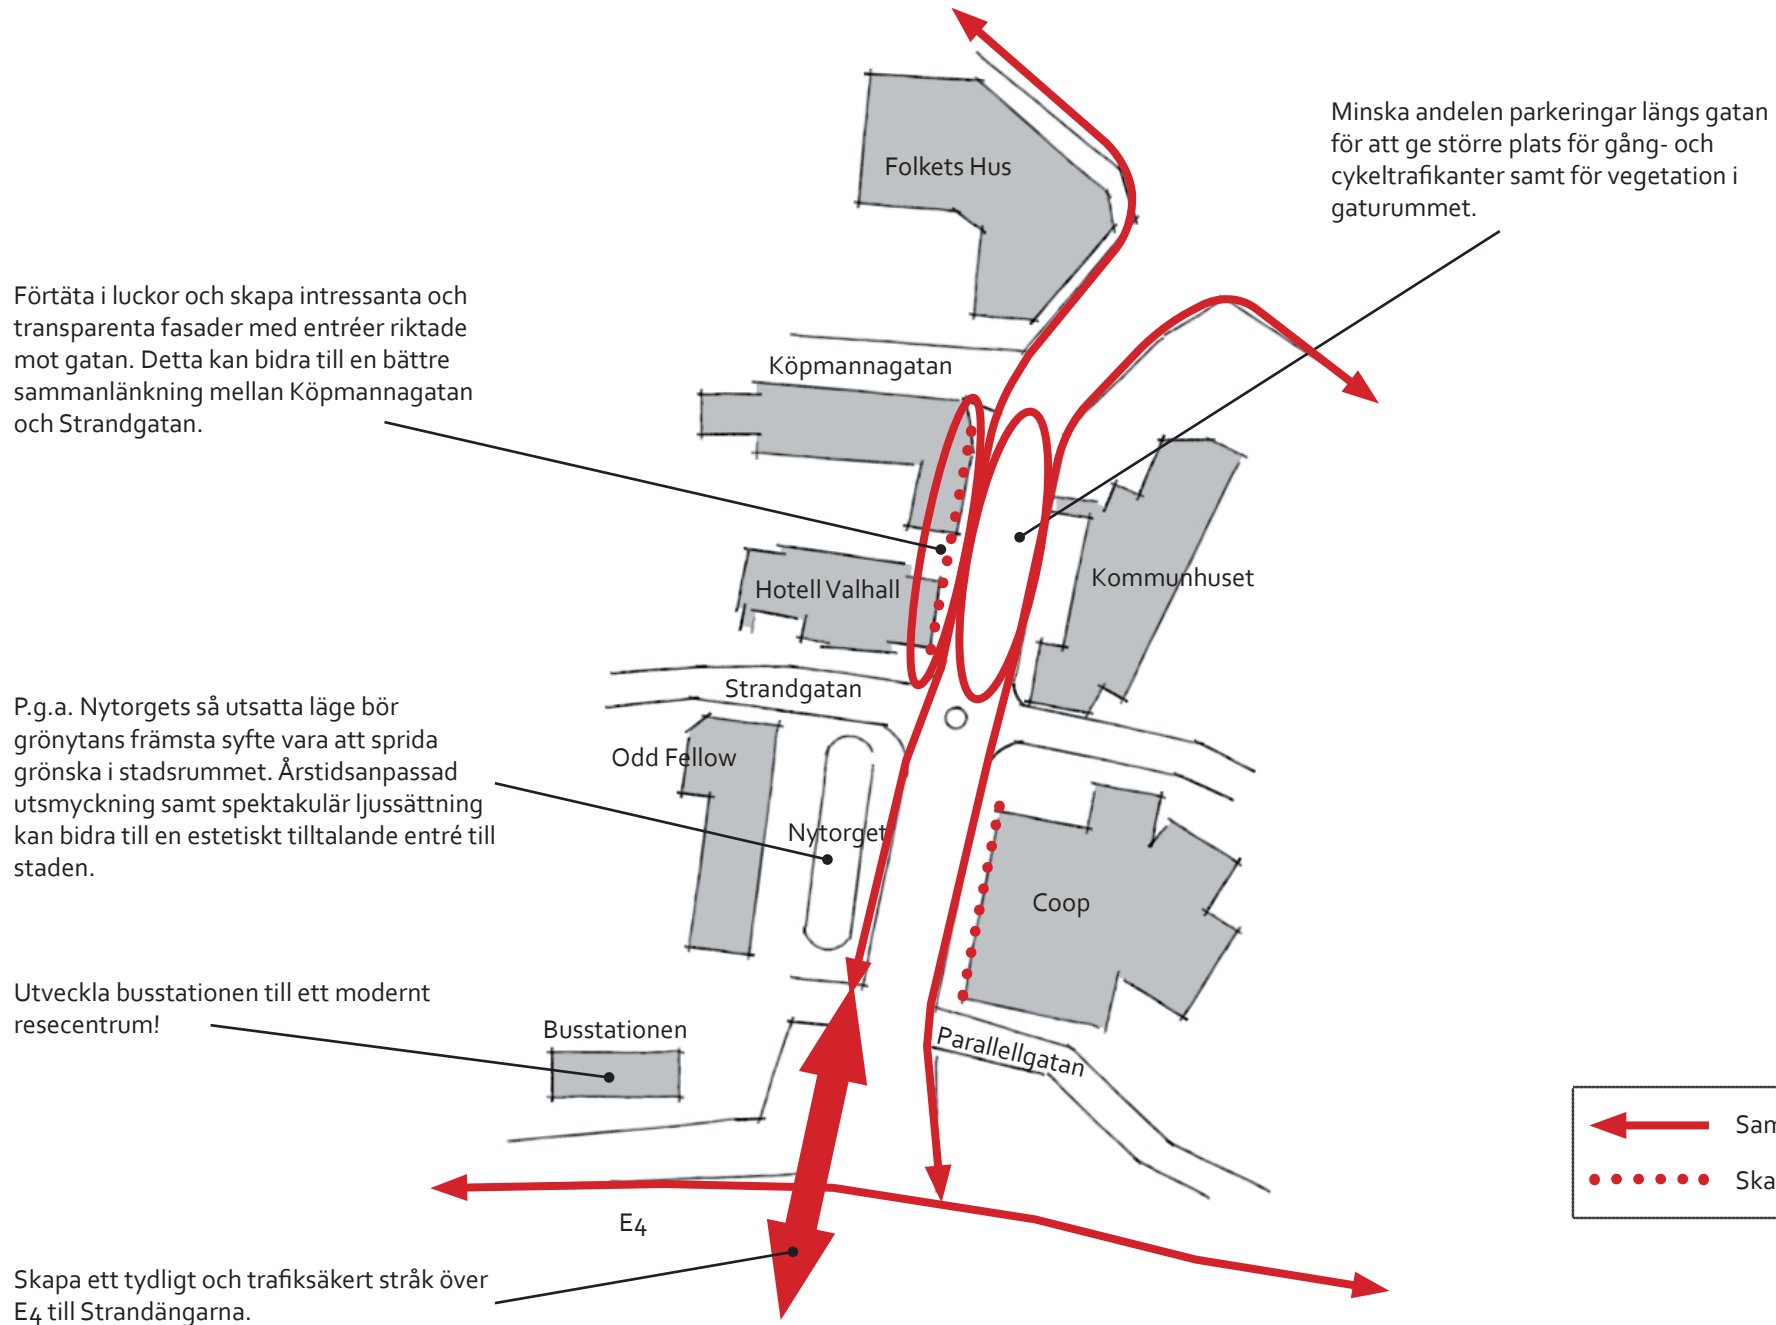 Minska andelen parkeringar längs gatan
för att ge större plats för gång- och
cykeltrafikanter samt för vegetation i
gaturummet.
Folkets Hus
Förtäta i luckor och skapa intressanta och
transparenta fasader med entréer riktade
mot gatan. Detta kan bidra till en bättre
sammanlänkning mellan Köpmannagatan
och Strandgatan.
Köpmannagatan
Hotell Valhall
Kommunhuset
Strandgatan
P.g.a. Nytorgets så utsatta läge bör
grönytans främsta syfte vara att sprida
grönska i stadsrummet. Årstidsanpassad
utsmyckning samt spektakulär ljussättning
kan bidra till en estetiskt tilltalande entré till
staden.
Odd Fellow
Nytorget
Coop
Utveckla busstationen till ett modernt
resecentrum!
Busstationen
Parallellgatan
Sam
Ska
E4
Skapa ett tydligt och trafiksäkert stråk över
E4 till Strandängarna.